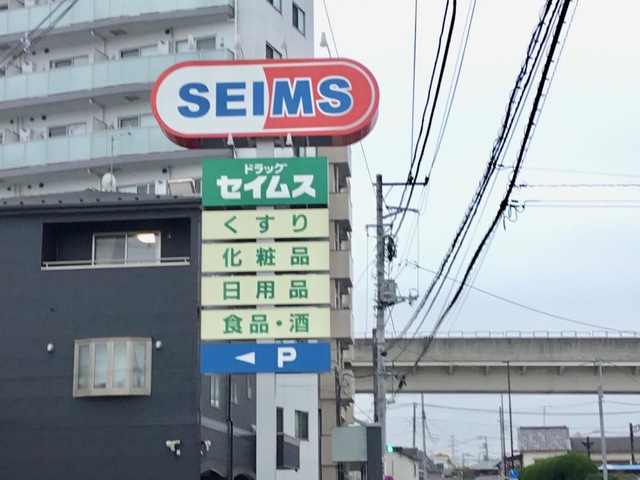 SEIMS
ドラッグ
セイムス
くすり
化粧品
日用品
食品・酒
◀ P